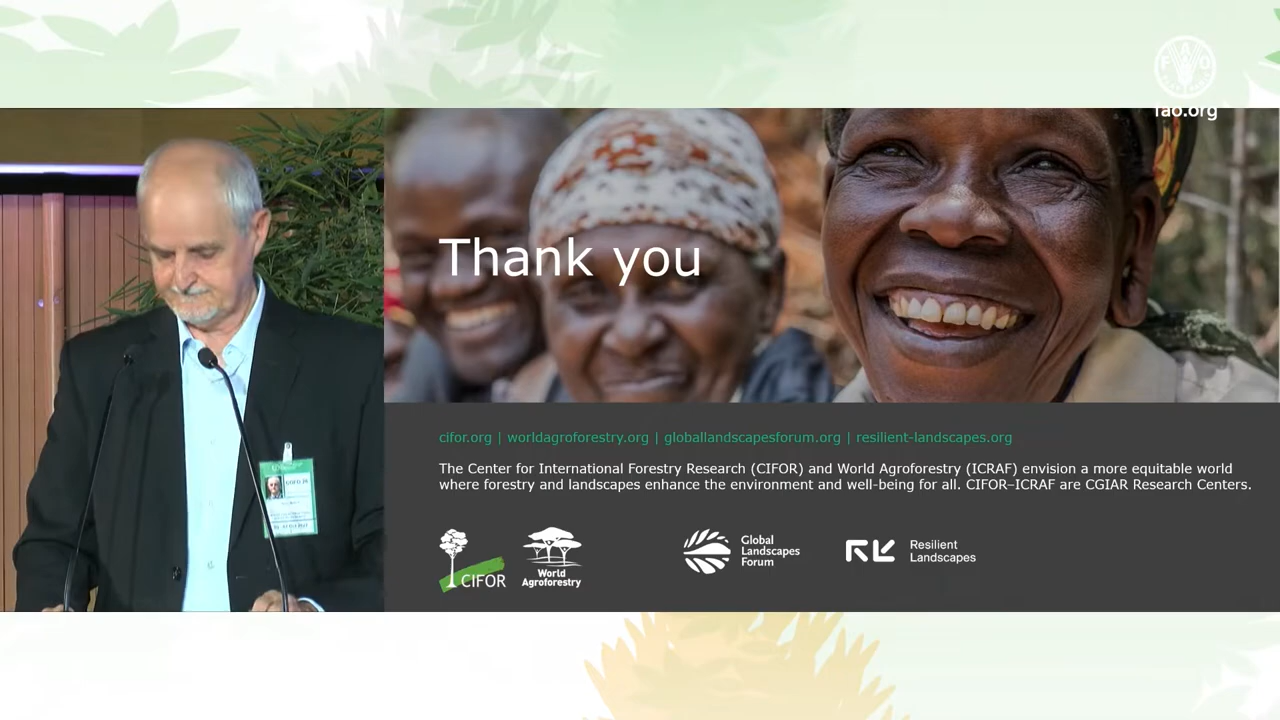 FAO
fao.org
Thank you
cifor.org | worldagroforestry.org | globallandscapesforum.org | resilient-landscapes.org
The Center for International Forestry Research (CIFOR) and World Agroforestry (ICRAF) envision a more equitable world
where forestry and landscapes enhance the environment and well-being for all. CIFOR–ICRAF are CGIAR Research Centers.
CIFOR
World
Agroforestry
Global
Landscapes
Forum
Resilient
Landscapes